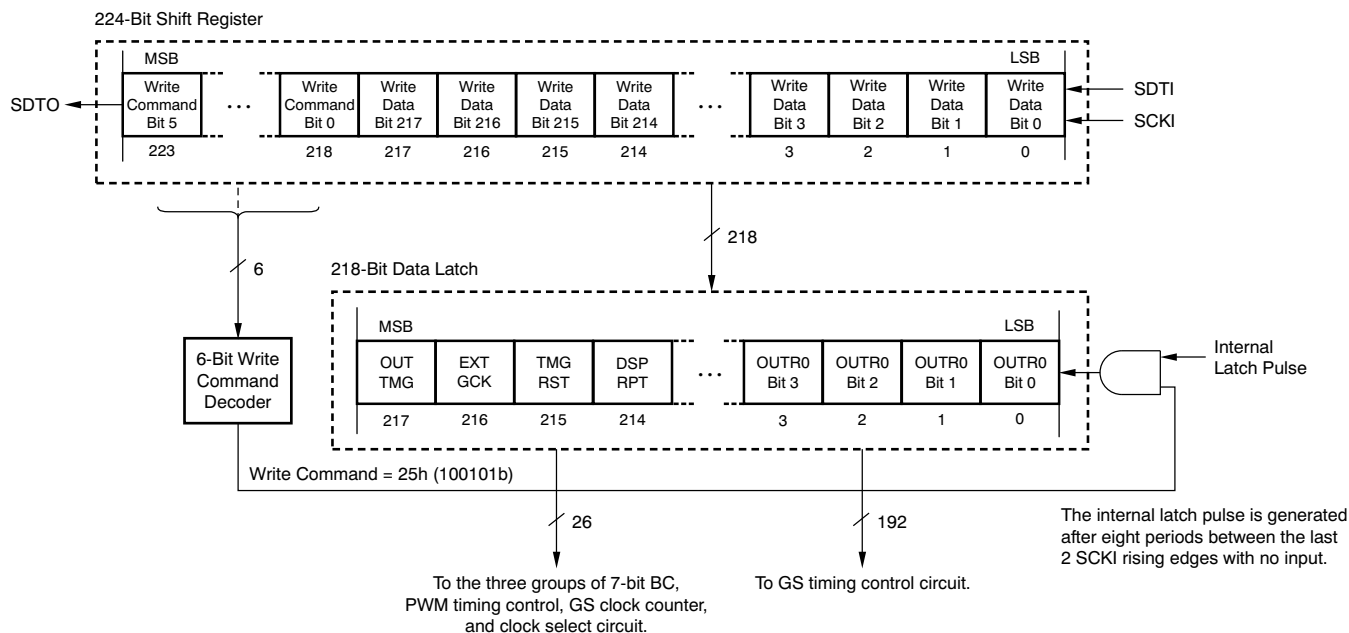 224-Bit Shift Register
MSB
LSB
SDTO
Write
Command
Bit 5
...
Write
Command
Bit 0
Write
Data
Bit 217
Write
Data
Bit 216
Write
Data
Bit 215
Write
Data
Bit 214
...
Write
Data
Bit 3
Write
Data
Bit 2
Write
Data
Bit 1
Write
Data
Bit 0
SDTI
SCKI
223
218
217
216
215
214
3
2
1
0
218
6
218-Bit Data Latch
MSB
LSB
6-Bit Write
Command
Decoder
OUT
TMG
EXT
GCK
TMG
RST
DSP
RPT
...
OUTR0
Bit 3
OUTR0
Bit 2
OUTR0
Bit 1
OUTR0
Bit 0
Internal
Latch Pulse
217
216
215
214
3
2
1
0
Write Command = 25h (100101b)
26
192
The internal latch pulse is generated
after eight periods between the last
2 SCKI rising edges with no input.
To the three groups of 7-bit BC,
PWM timing control, GS clock counter,
and clock select circuit.
To GS timing control circuit.